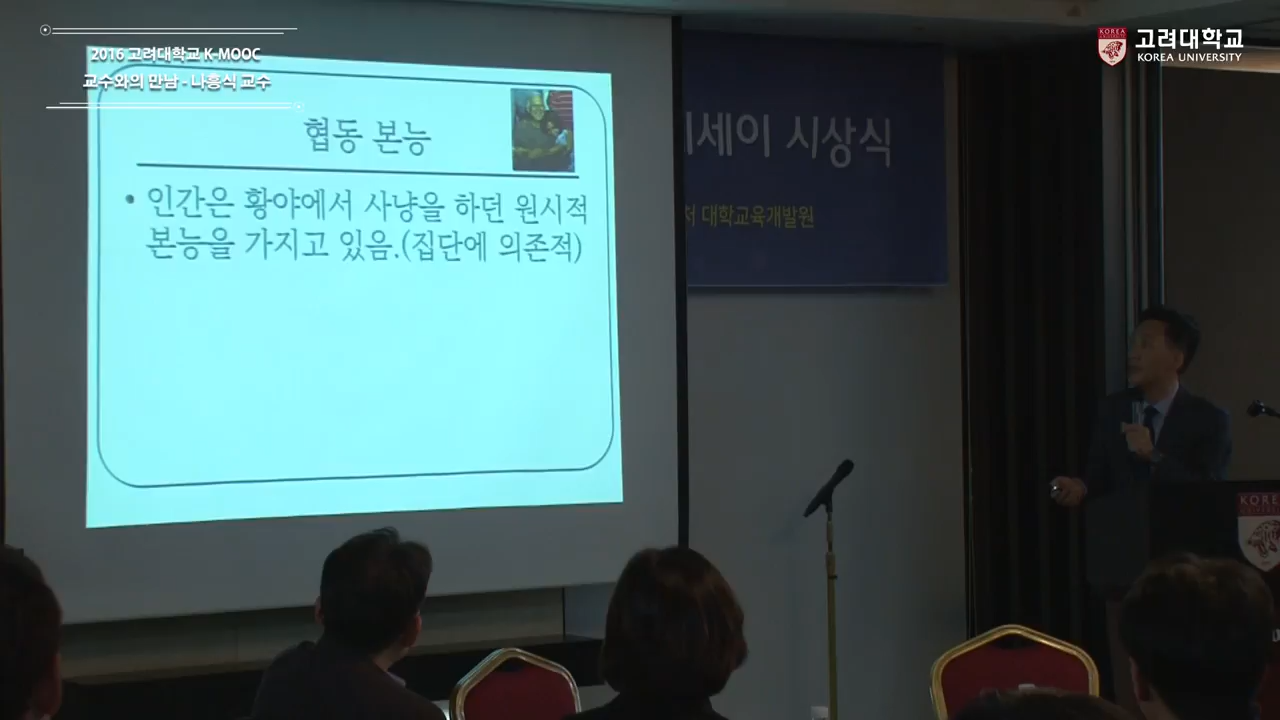 2016 고려대학교 K-MOOC
교수와의 만남 - 나흥식 교수
KOREA
고려대학교
KOREA UNIVERSITY
협동 본능
• 인간은 황야에서 사냥을 하던 원시적
본능을 가지고 있음.(집단에 의존적)
세이 시상식
처 대학교육개발원
KORE